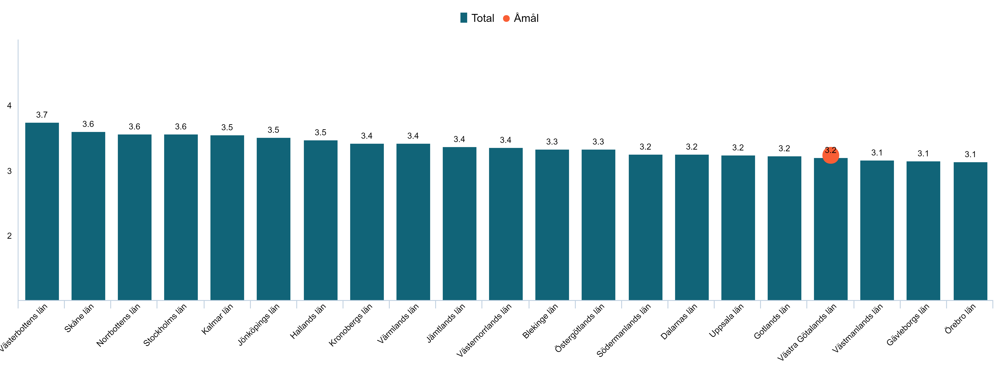 Total Åmål
4
3
2
3.7 3.6 3.6 3.6 3.5 3.5 3.5 3.4 3.4 3.4 3.4 3.3 3.3 3.2 3.2 3.2 3.2 3.2 3.1 3.1 3.1
Västerbottens län
Skåne län
Norrbottens län
Stockholms län
Kalmar län
Jönköpings län
Hallands län
Kronobergs län
Värmlands län
Jämtlands län
Västernorrlands län
Blekinge län
Östergötlands län
Södermanlands län
Dalarnas län
Uppsala län
Gotlands län
Västra Götalands län
Västmanlands län
Gävleborgs län
Örebro län